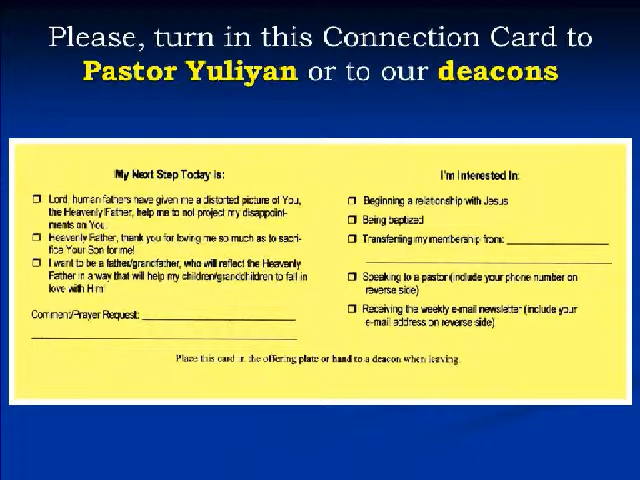 Please, turn in this Connection Card to
Pastor Yuliyan or to our deacons
My Next Step Today Is:
❒ Lord, human fathers have given me a distorted picture of You,
the Heavenly Father, help me to not project my disappoint-
ments on You.
❒ Heavenly Father, thank you for loving me so much as to sacri-
fice Your Son for me!
❒ I want to be a father/grandfather, who will reflect the Heavenly
Father in a way that will help my children/grandchildren to fall in
love with Him!
Comment/Prayer Request: ____________________
____________________
I'm Interested In:
❒ Beginning a relationship with Jesus
❒ Being baptized
❒ Transferring my membership from: ____________________
____________________
❒ Speaking to a pastor (include your phone number on
reverse side)
❒ Receiving the weekly e-mail newsletter (include your
e-mail address on reverse side)
Place this card in the offering plate or hand to a deacon when leaving.